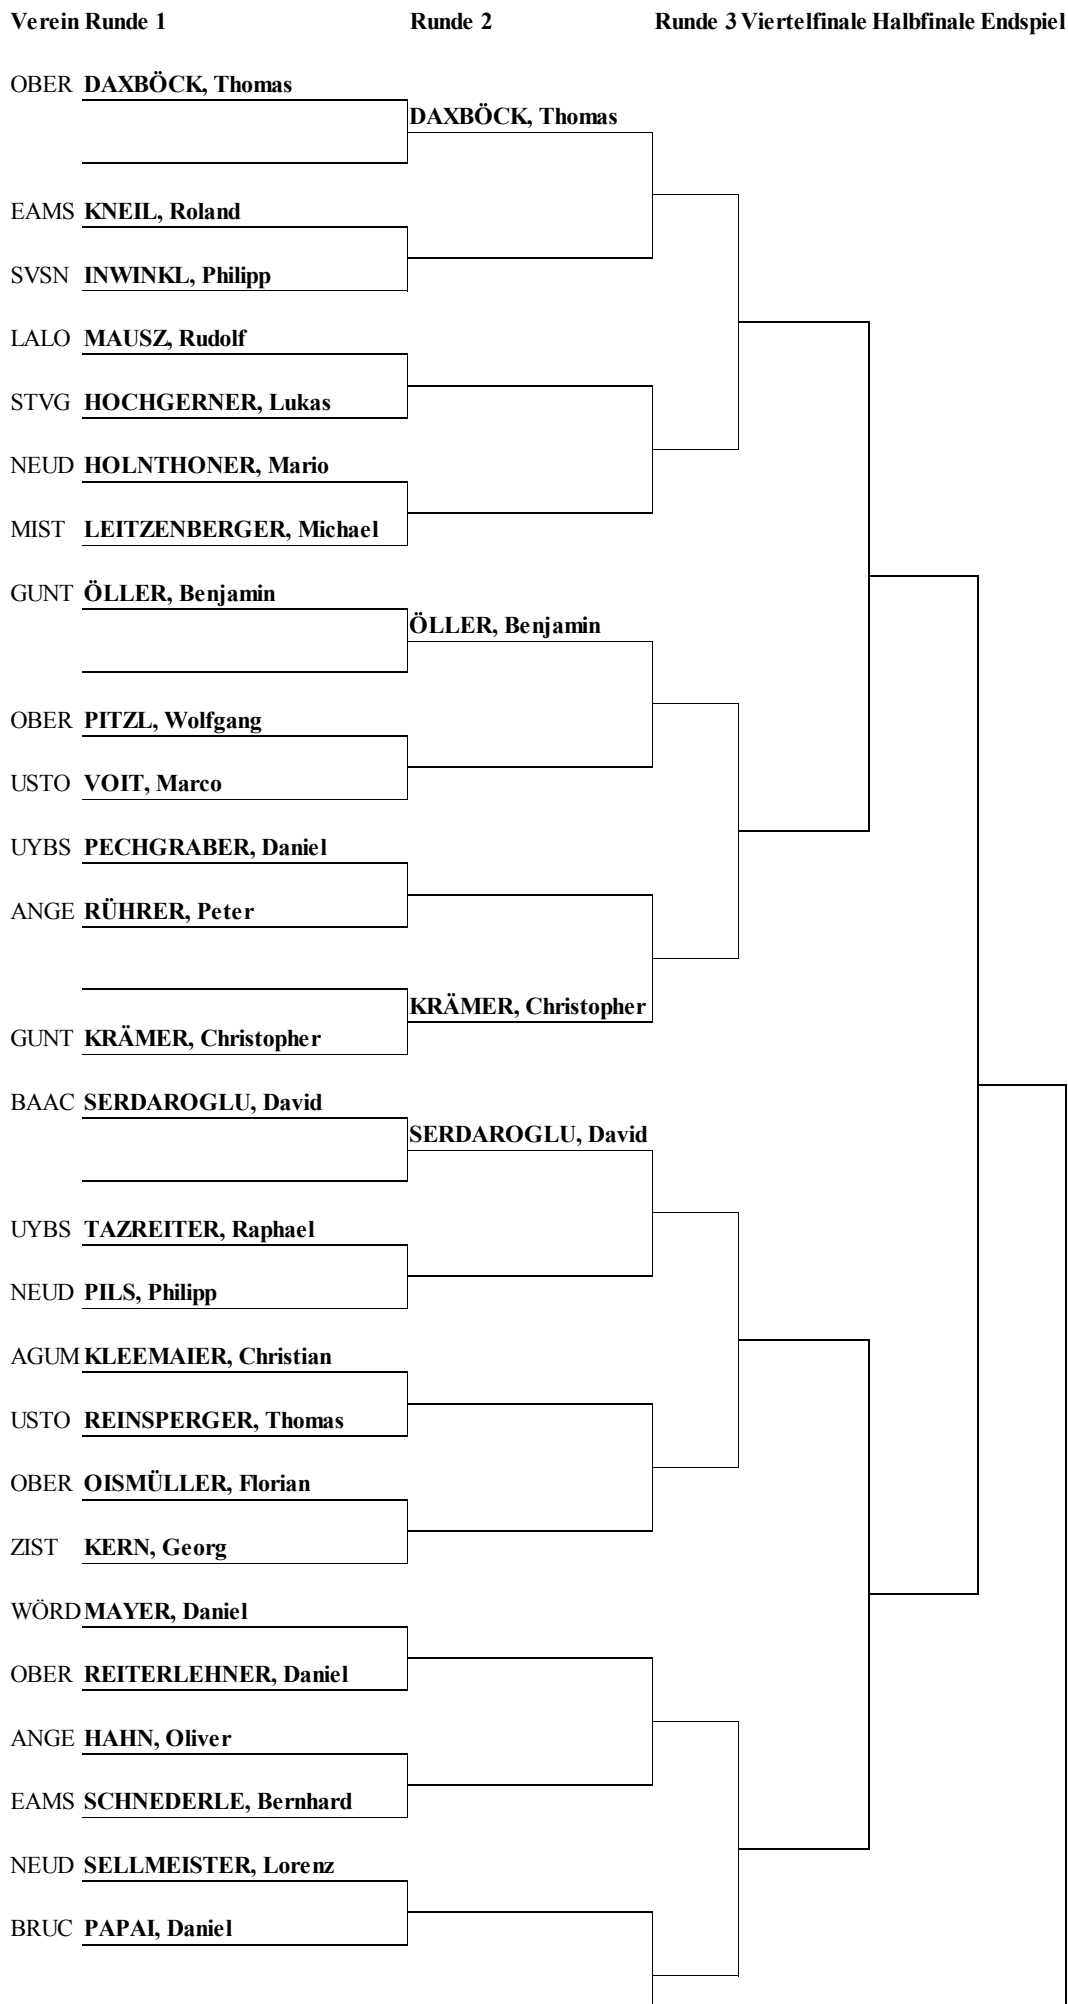 Verein Runde 1 Runde 2 Runde 3 Viertelfinale Halbfinale Endspiel
OBER DAXBÖCK, Thomas
DAXBÖCK, Thomas
EAMS KNEIL, Roland
SVSN INWINKL, Philipp
LALO MAUSZ, Rudolf
STVG HOCHGERNER, Lukas
NEUD HOLNTHONER, Mario
MIST LEITZENBERGER, Michael
GUNT ÖLLER, Benjamin
ÖLLER, Benjamin
OBER PITZL, Wolfgang
USTO VOIT, Marco
UYBS PECHGRABER, Daniel
ANGE RÜHRER, Peter
KRÄMER, Christopher
GUNT KRÄMER, Christopher
BAAC SERDAROGLU, David
SERDAROGLU, David
UYBS TAZREITER, Raphael
NEUD PILS, Philipp
AGUM KLEEMAIER, Christian
USTO REINSPERGER, Thomas
OBER OISMÜLLER, Florian
ZIST KERN, Georg
WÖRD MAYER, Daniel
OBER REITERLEHNER, Daniel
ANGE HAHN, Oliver
EAMS SCHNEDERLE, Bernhard
NEUD SELLMEISTER, Lorenz
BRUC PAPAI, Daniel